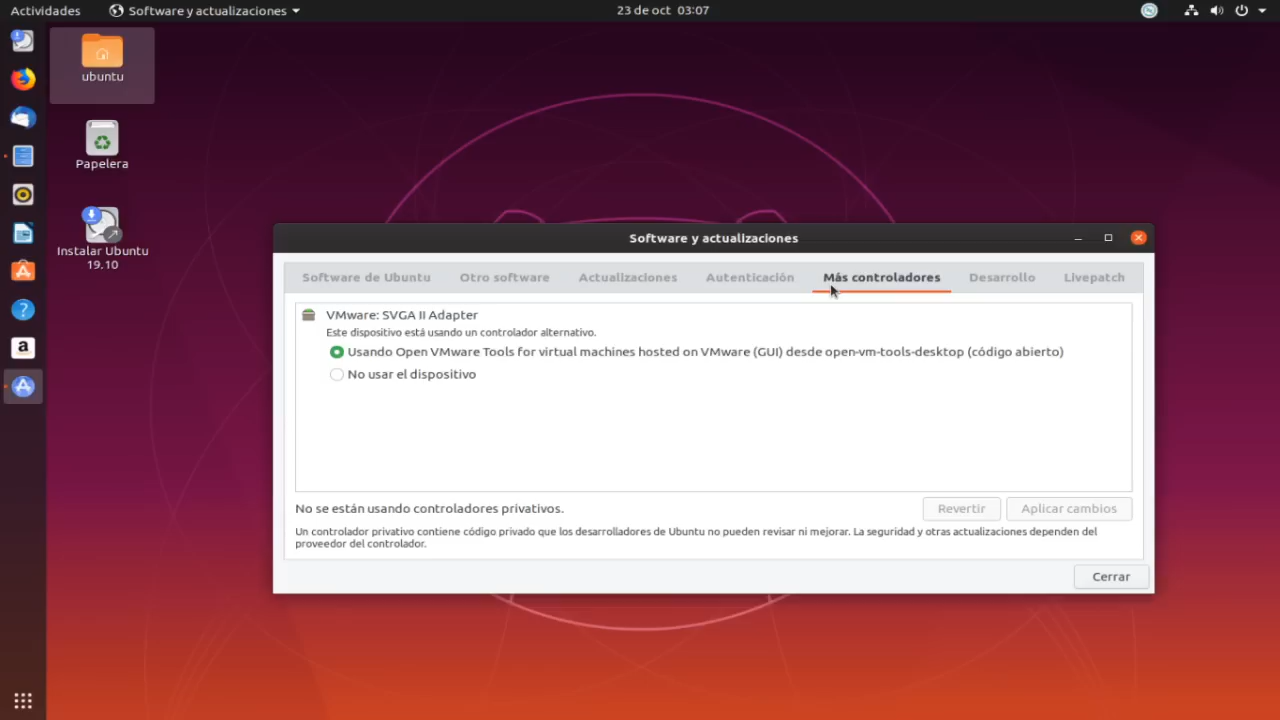 Actividades
Software y actualizaciones
23 de oct 03:07
ubuntu
Papelera
Instalar Ubuntu
19.10
a
Software y actualizaciones
Software de Ubuntu
Otro software
Actualizaciones
Autenticación
Más controladores
Desarrollo
Livepatch
VMware: SVGA II Adapter
Este dispositivo está usando un controlador alternativo.
Usando Open VMware Tools for virtual machines hosted on VMware (GUI) desde open-vm-tools-desktop (código abierto)
No usar el dispositivo
No se están usando controladores privativos.
Revertir
Aplicar cambios
Un controlador privativo contiene código privado que los desarrolladores de Ubuntu no pueden revisar ni mejorar. La seguridad y otras actualizaciones dependen del
proveedor del controlador.
Cerrar